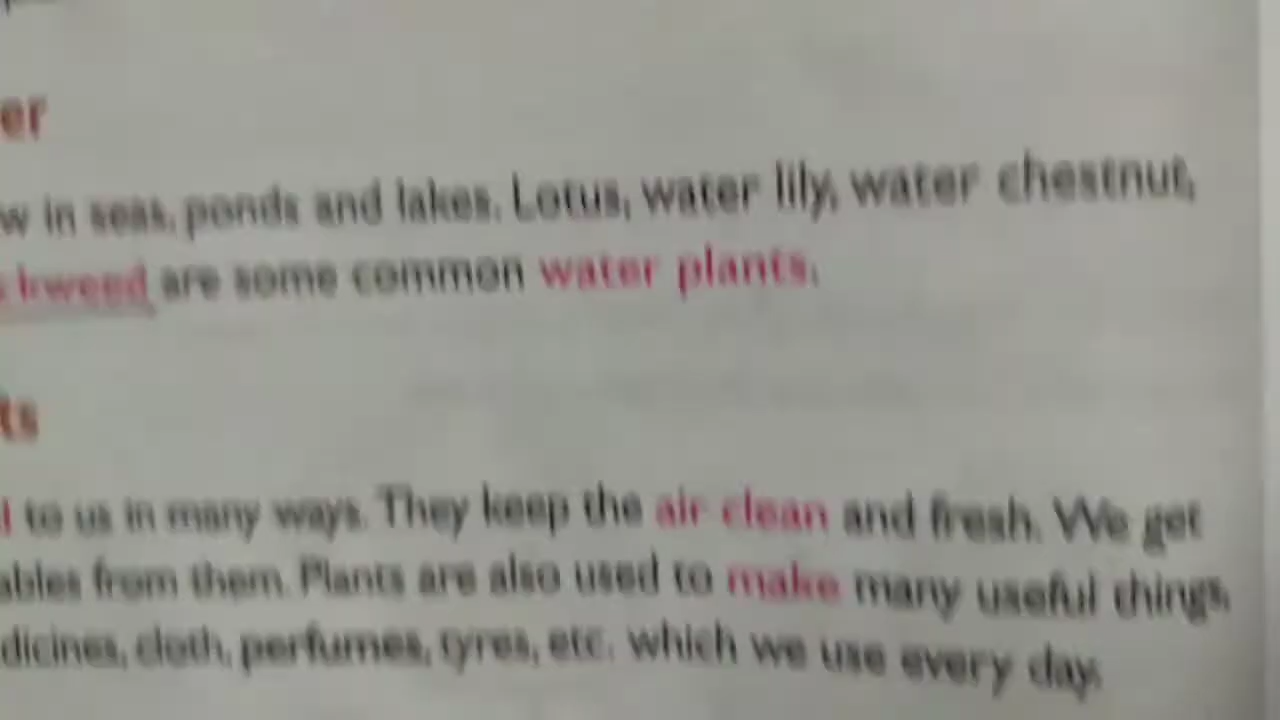 er
w in seas, ponds and lakes. Lotus, water lily, water chestnut,
ckweed are some common water plants.
ts
l to us in many ways. They keep the air clean and fresh. We get
ables from them. Plants are also used to make many useful things,
dicines, cloth, perfumes, tyres, etc. which we use every day.